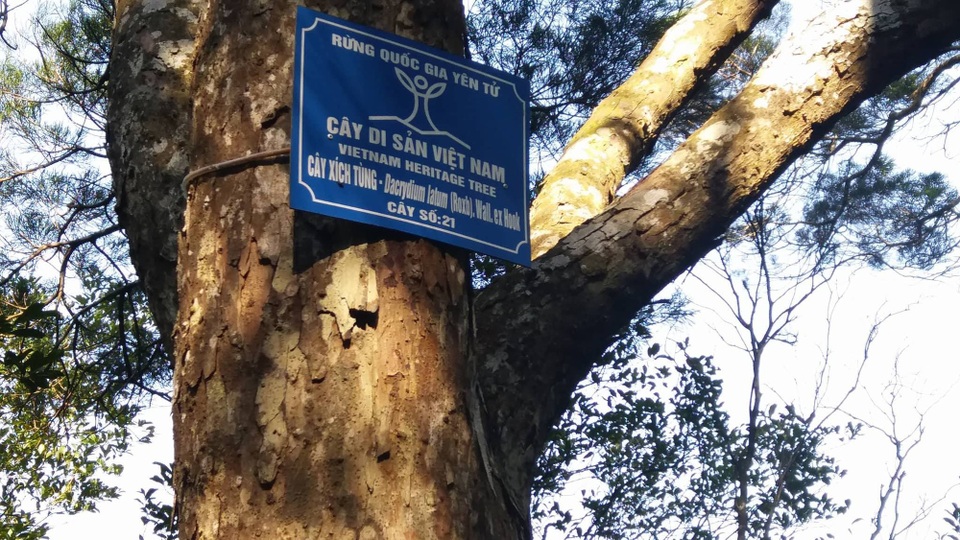 RỪNG QUỐC GIA YÊN TỬ
CÂY DI SẢN VIỆT NAM
VIETNAM HERITAGE TREE
CÂY XÍCH TÙNG - Dacrydium latum (Roxb). Wall. ex Hook
CÂY SỐ:21